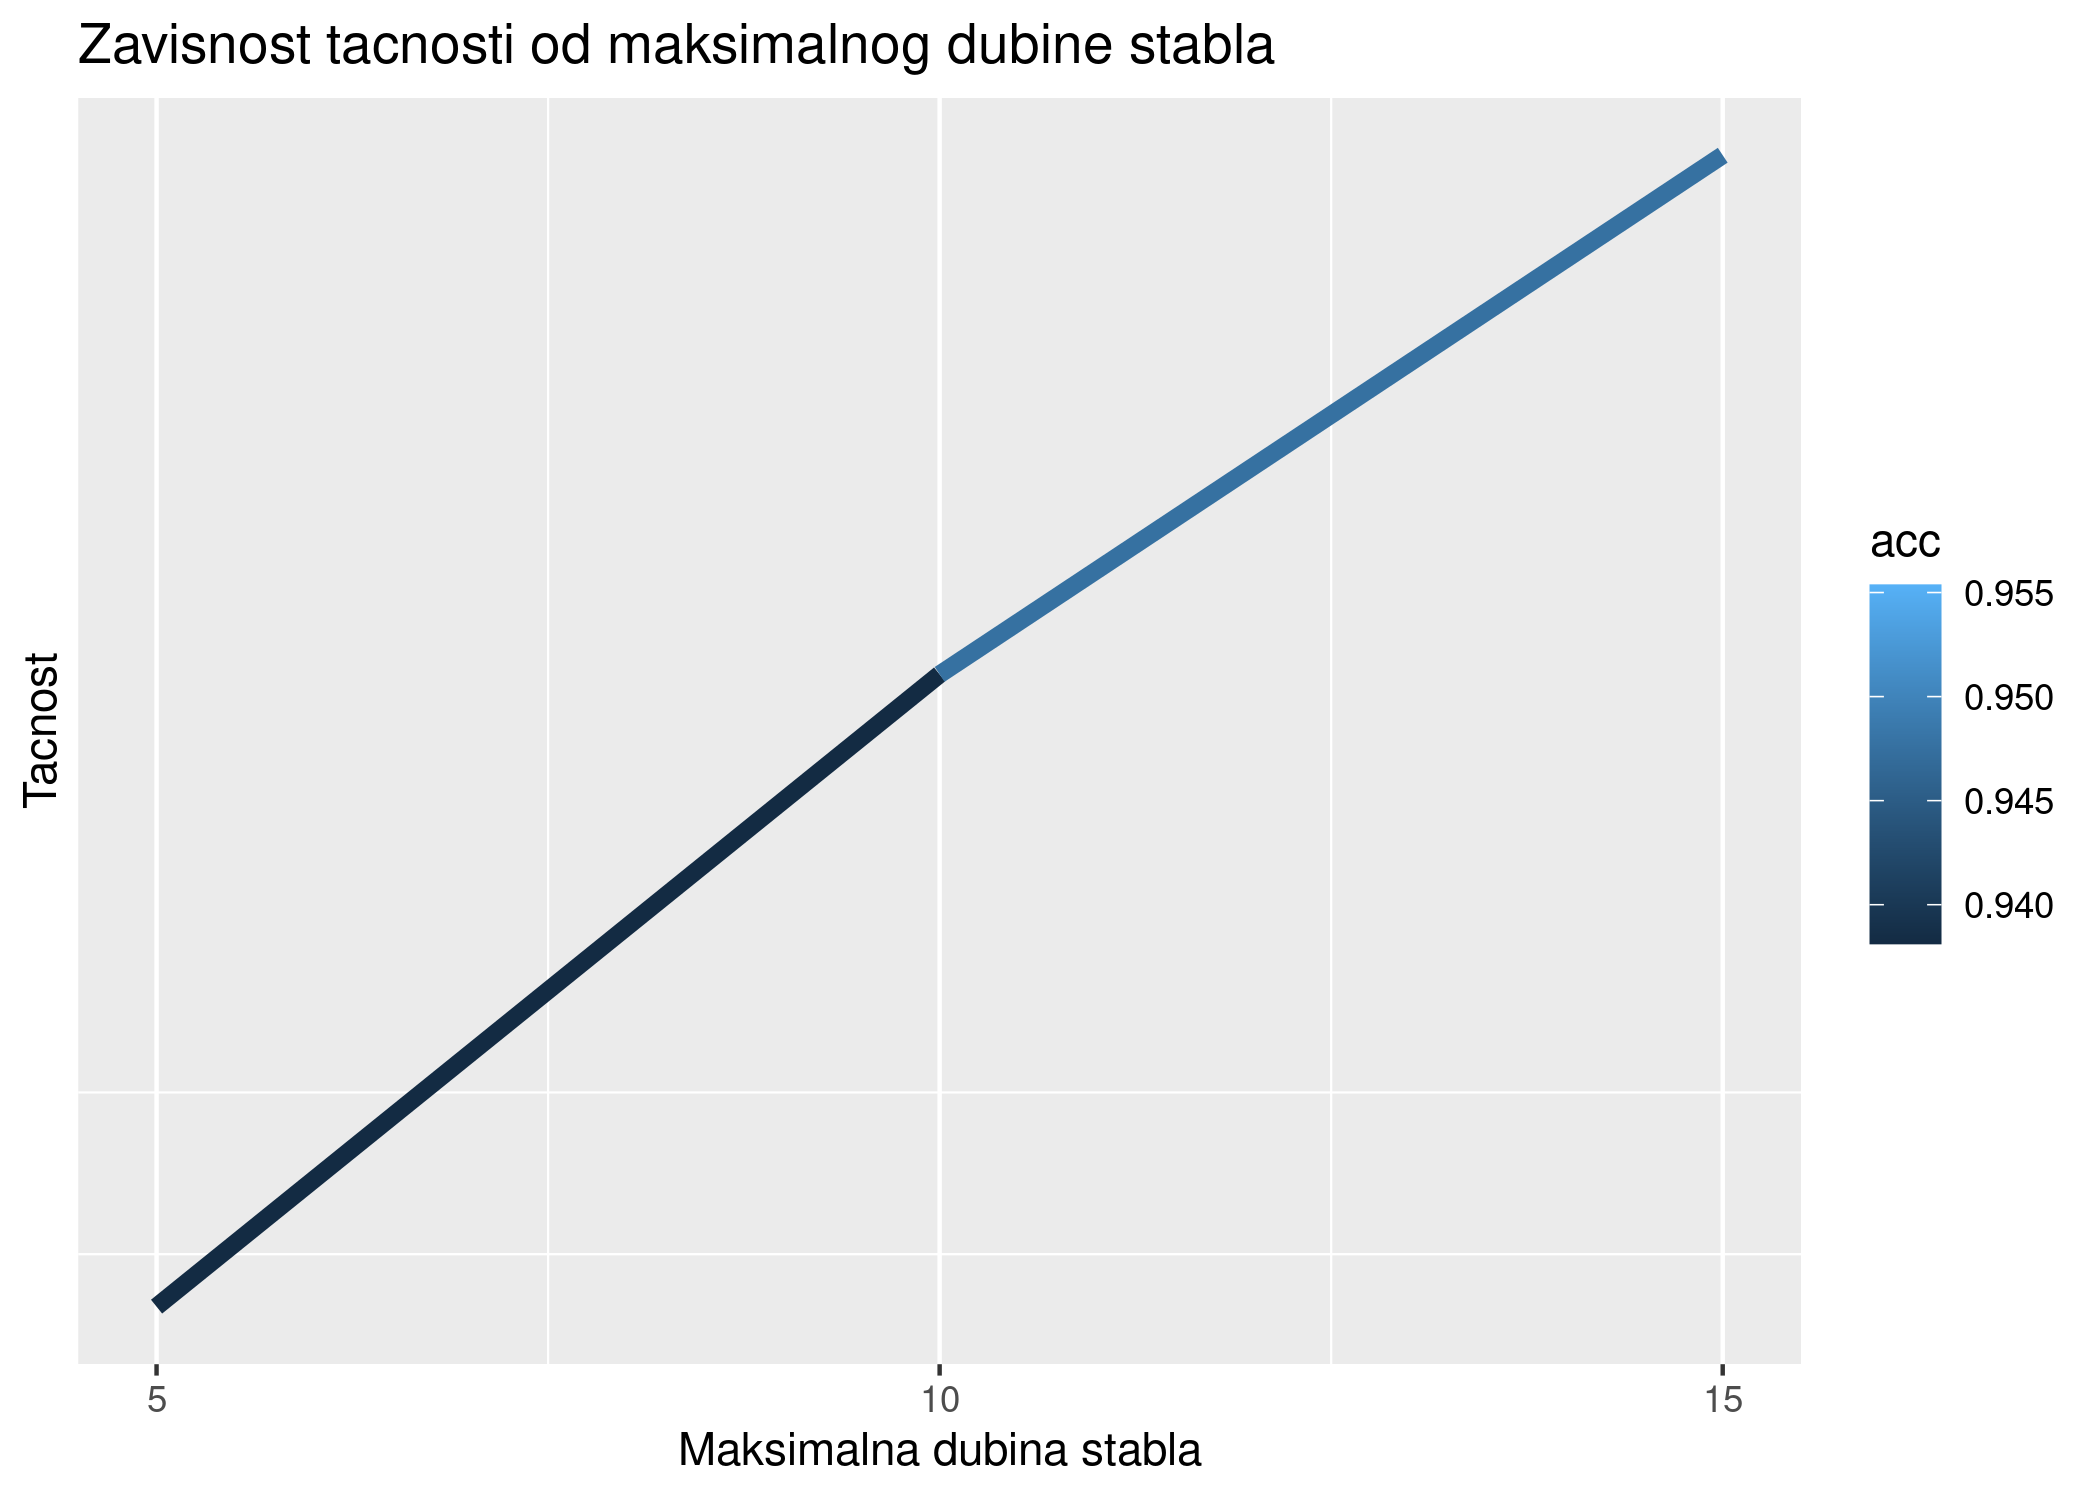 Zavisnost tacnosti od maksimalnog dubine stabla
Tacnost
acc
0.955
0.950
0.945
0.940
5
10
15
Maksimalna dubina stabla